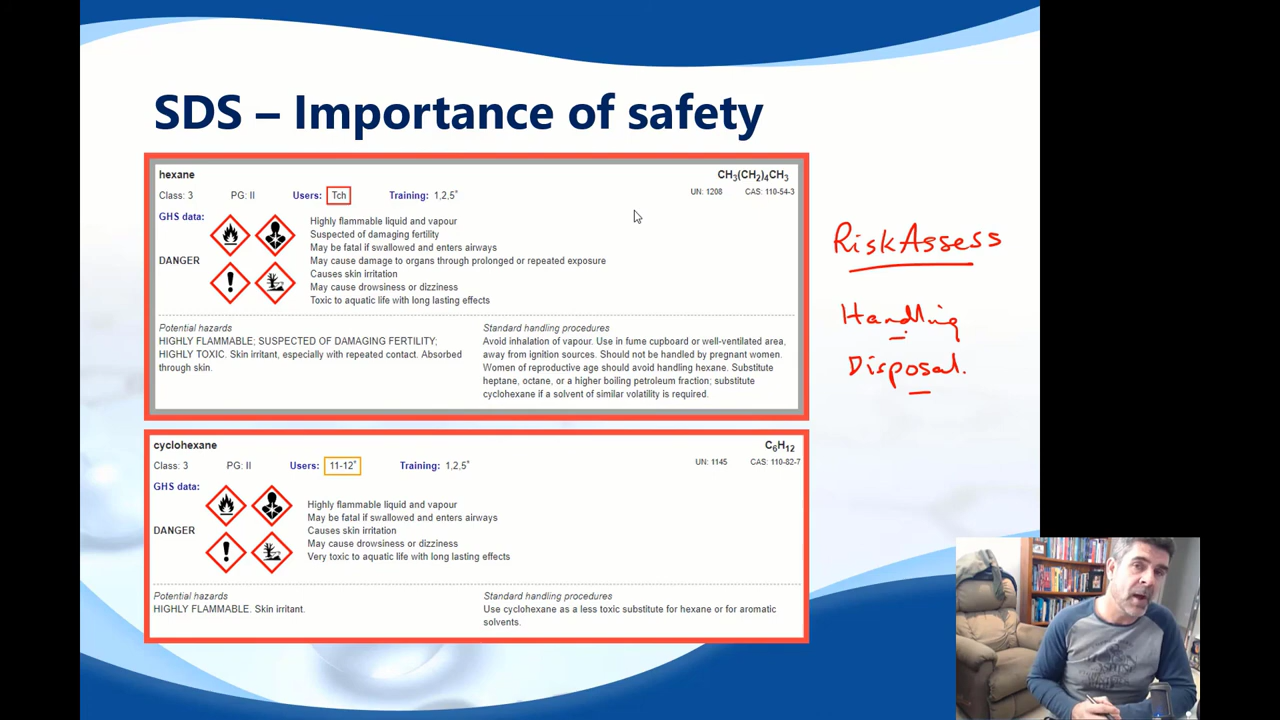 SDS – Importance of safety
hexane
CH₃(CH₂)₄CH₃
Class: 3 PG: II Users: Tch Training: 1,2,5*
UN: 1208 CAS: 110-54-3
GHS data:
DANGER
Highly flammable liquid and vapour
Suspected of damaging fertility
May be fatal if swallowed and enters airways
May cause damage to organs through prolonged or repeated exposure
Causes skin irritation
May cause drowsiness or dizziness
Toxic to aquatic life with long lasting effects
Potential hazards
HIGHLY FLAMMABLE; SUSPECTED OF DAMAGING FERTILITY;
HIGHLY TOXIC. Skin irritant, especially with repeated contact. Absorbed
through skin.
Standard handling procedures
Avoid inhalation of vapour. Use in fume cupboard or well-ventilated area,
away from ignition sources. Should not be handled by pregnant women.
Women of reproductive age should avoid handling hexane. Substitute
heptane, octane, or a higher boiling petroleum fraction; substitute
cyclohexane if a solvent of similar volatility is required.
RiskAssess
Handling
Disposal.
cyclohexane
C₆H₁₂
Class: 3 PG: II Users: 11-12* Training: 1,2,5*
UN: 1145 CAS: 110-82-7
GHS data:
DANGER
Highly flammable liquid and vapour
May be fatal if swallowed and enters airways
Causes skin irritation
May cause drowsiness or dizziness
Very toxic to aquatic life with long lasting effects
Potential hazards
HIGHLY FLAMMABLE. Skin irritant.
Standard handling procedures
Use cyclohexane as a less toxic substitute for hexane or for aromatic
solvents.